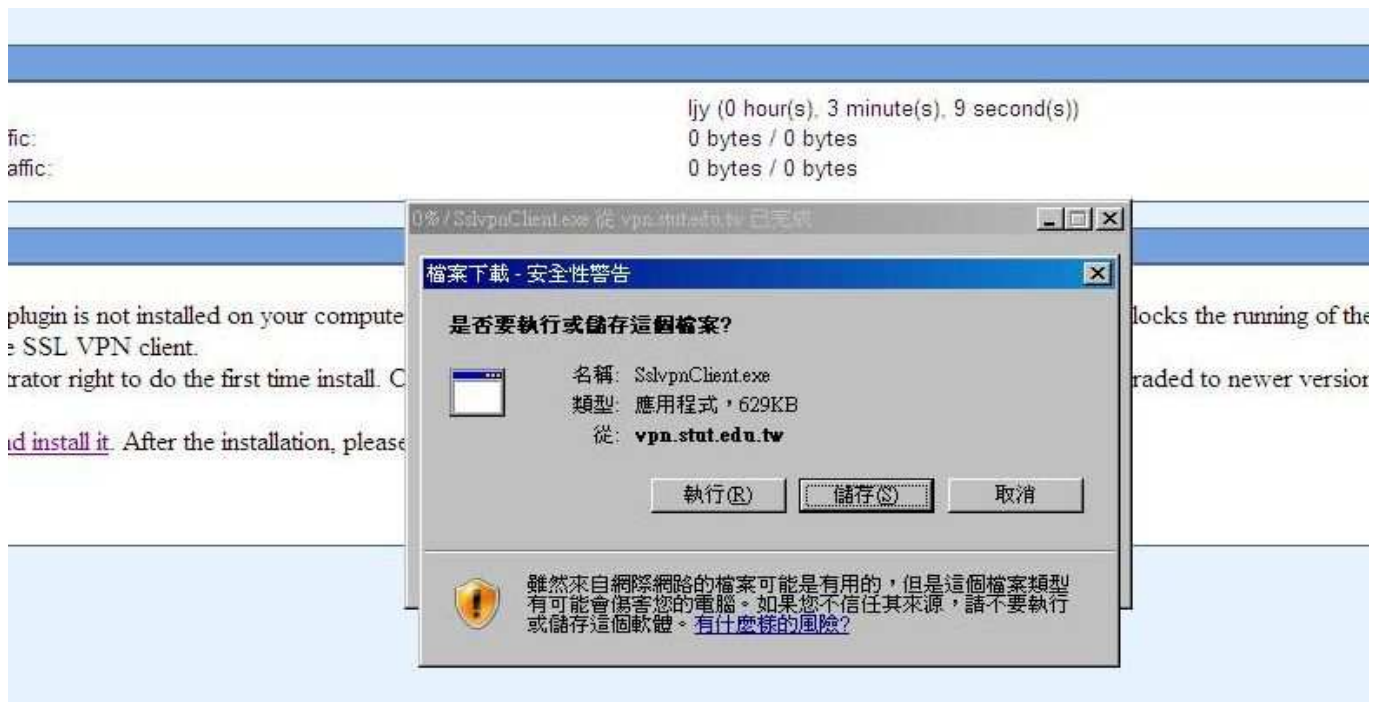 ljy (0 hour(s), 3 minute(s), 9 second(s))
fic: 0 bytes / 0 bytes
affic: 0 bytes / 0 bytes
0% / SslvpnClient.exe 從 vpn.stut.edu.tw 已完成
檔案下載 - 安全性警告
plugin is not installed on your compute
locks the running of the
是否要執行或儲存這個檔案?
e SSL VPN client.
rator right to do the first time install. C
raded to newer version
名稱: SslvpnClient.exe
類型: 應用程式，629KB
從: vpn.stut.edu.tw
nd install it. After the installation, please
執行(R) 儲存(S) 取消
雖然來自網際網路的檔案可能是有用的，但是這個檔案類型
有可能會傷害您的電腦。如果您不信任其來源，請不要執行
或儲存這個軟體。有什麼樣的風險?